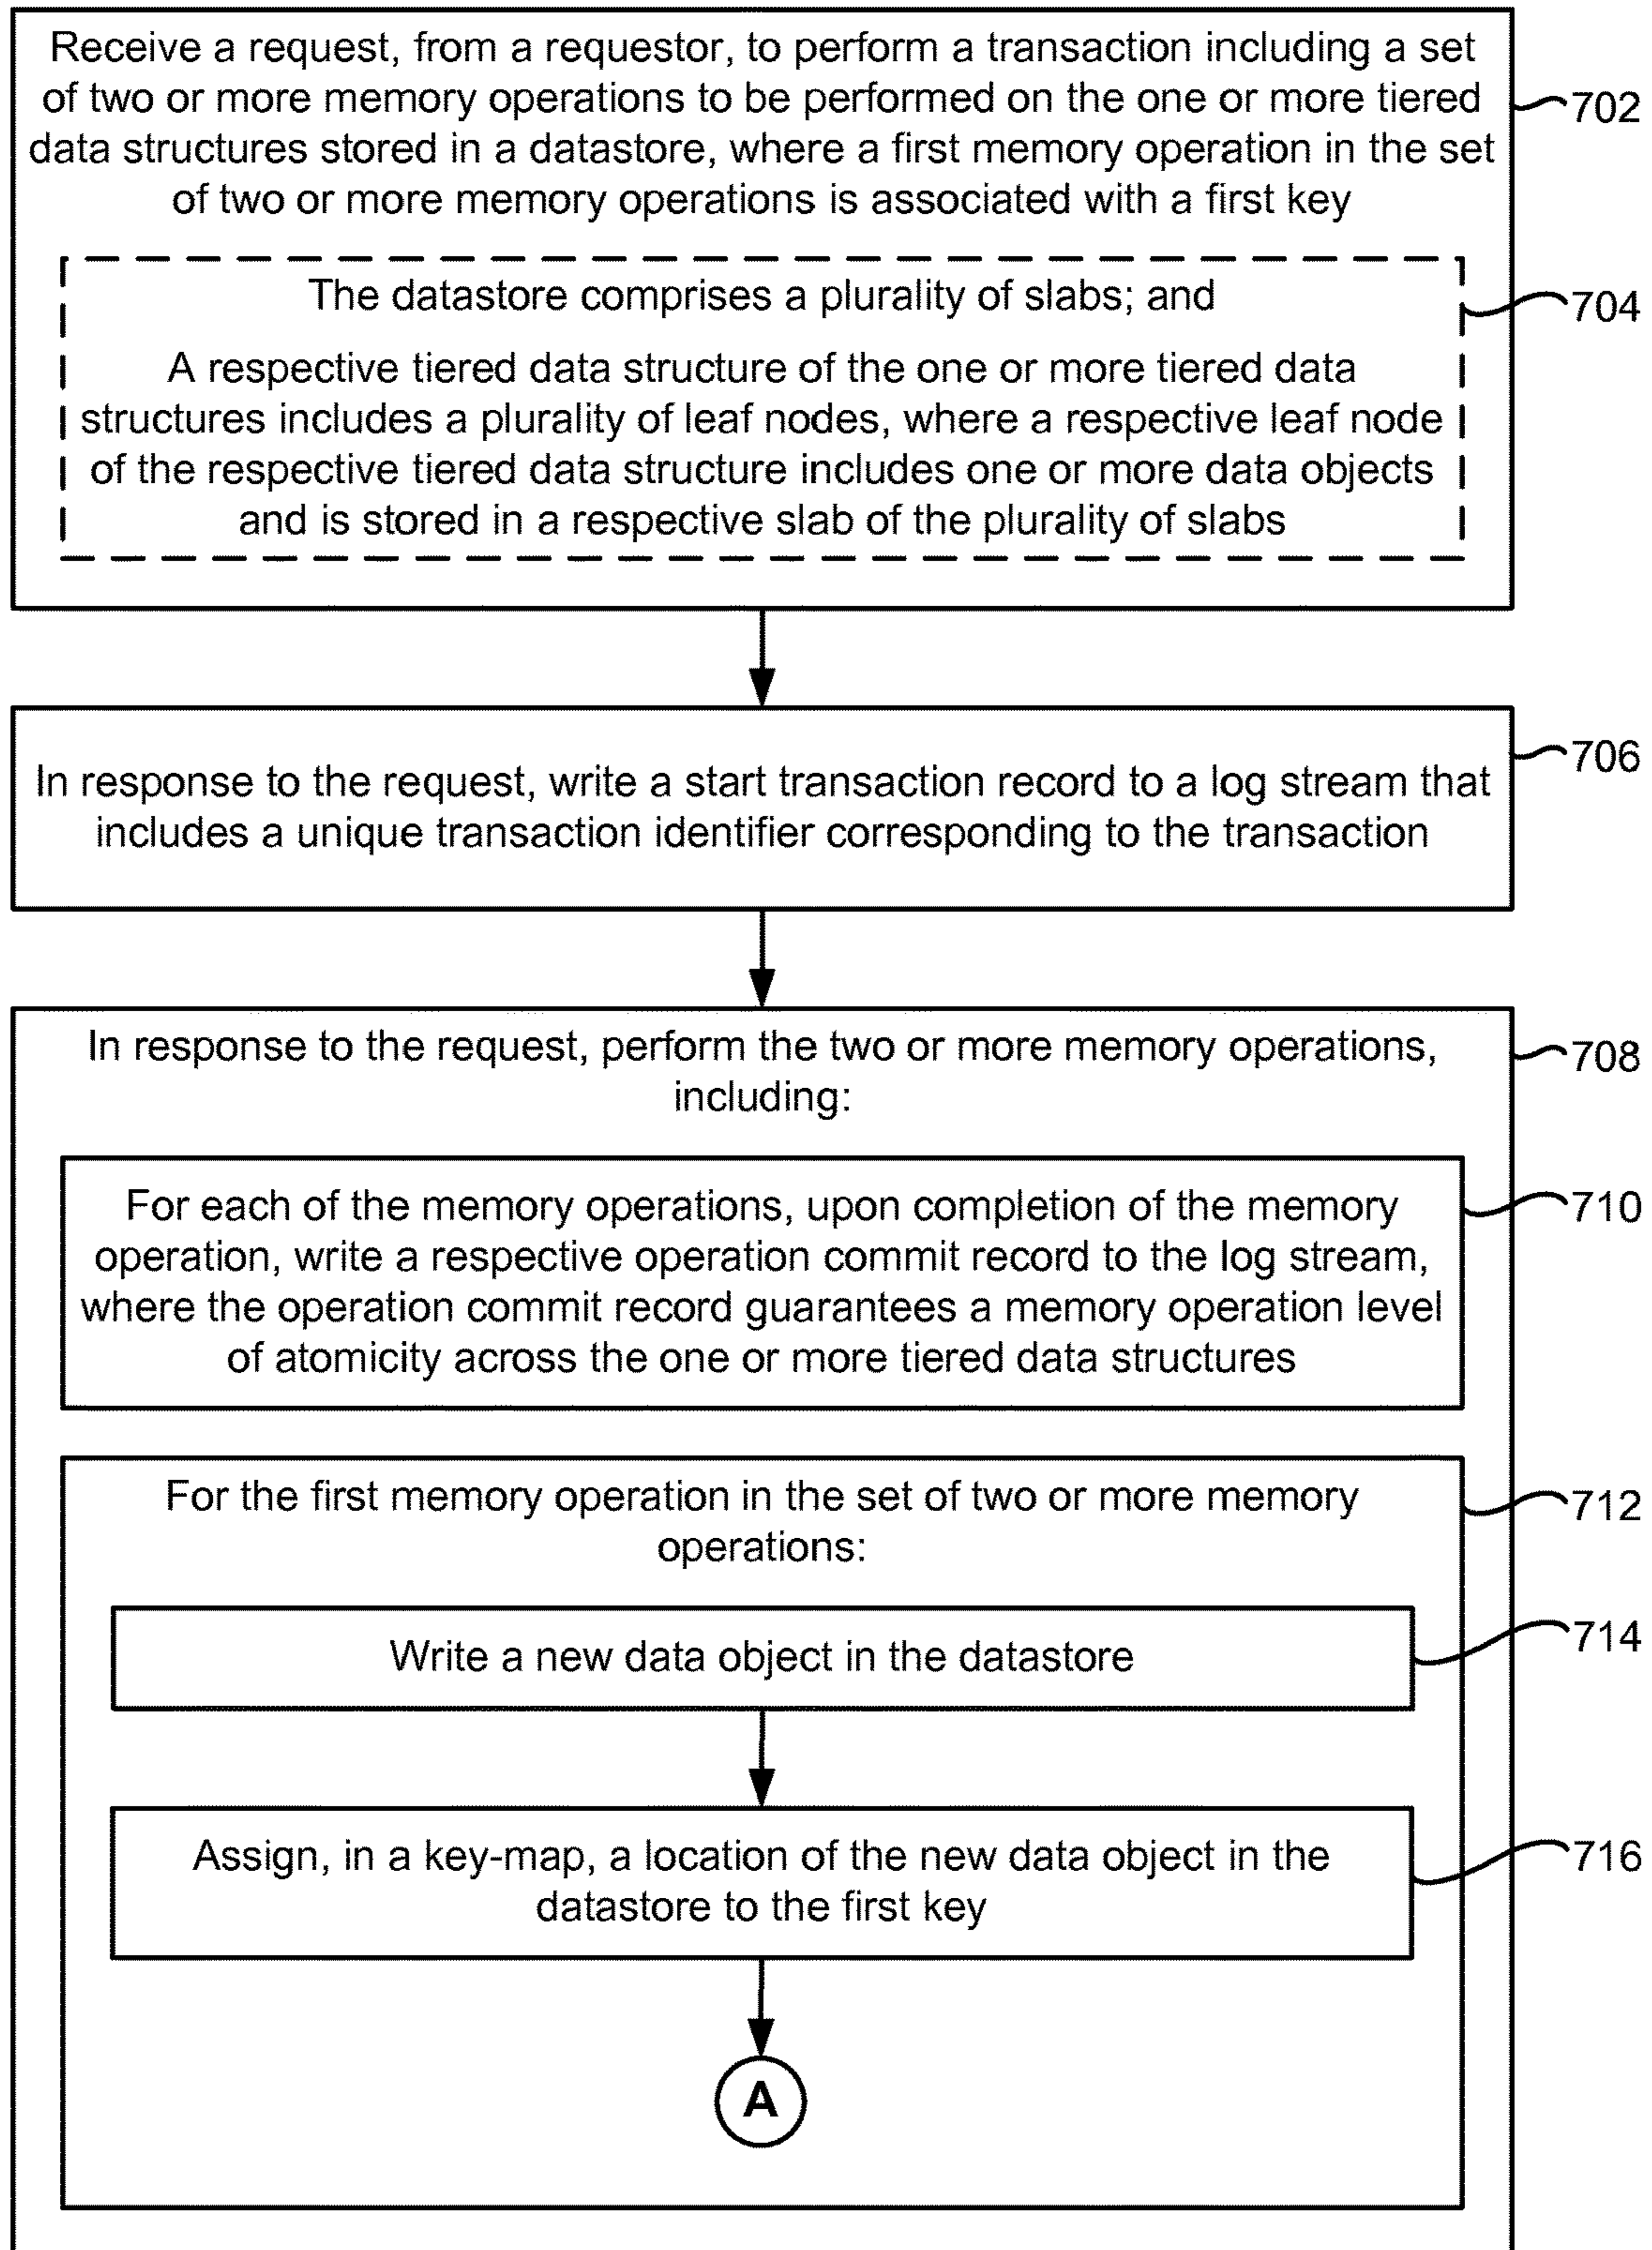 Receive a request, from a requestor, to perform a transaction including a set
of two or more memory operations to be performed on the one or more tiered
data structures stored in a datastore, where a first memory operation in the set
of two or more memory operations is associated with a first key
702
The datastore comprises a plurality of slabs; and
704
A respective tiered data structure of the one or more tiered data
structures includes a plurality of leaf nodes, where a respective leaf node
of the respective tiered data structure includes one or more data objects
and is stored in a respective slab of the plurality of slabs
706
In response to the request, write a start transaction record to a log stream that
includes a unique transaction identifier corresponding to the transaction
In response to the request, perform the two or more memory operations,
including:
708
For each of the memory operations, upon completion of the memory
operation, write a respective operation commit record to the log stream,
where the operation commit record guarantees a memory operation level
of atomicity across the one or more tiered data structures
710
For the first memory operation in the set of two or more memory
operations:
712
Write a new data object in the datastore
714
Assign, in a key-map, a location of the new data object in the
datastore to the first key
716
A